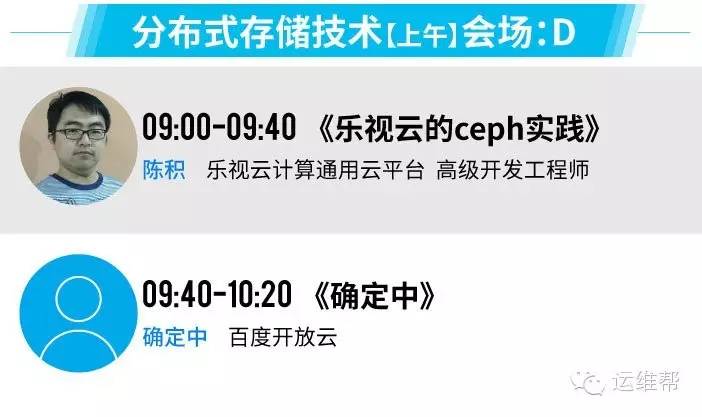 分布式存储技术【上午】会场：D
09:00-09:40 《乐视云的ceph实践》
陈积 乐视云计算通用云平台 高级开发工程师
09:40-10:20 《确定中》
确定中 百度开放云
运维帮